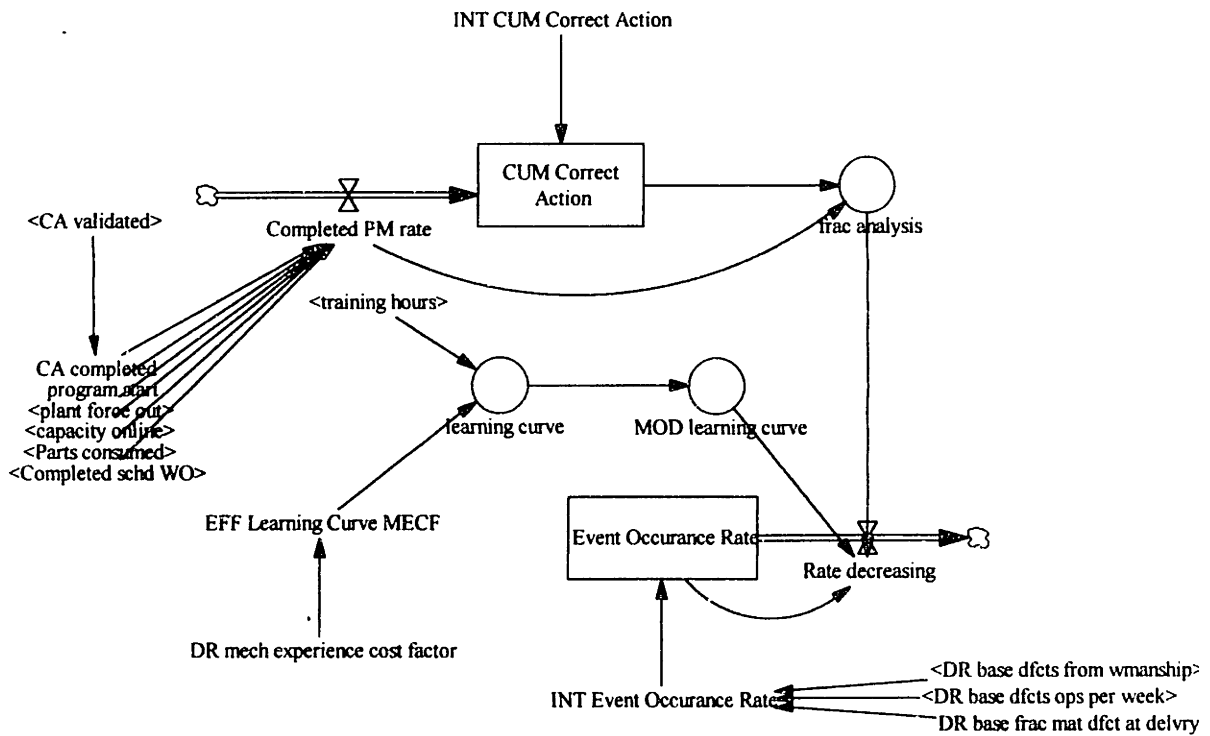 INT CUM Correct Action
CUM Correct
Action
<CA validated>
Completed PM rate
frac analysis
<training hours>
CA completed
program start
<plant force out>
<capacity online>
<Parts consumed>
<Completed schd WO>
learning curve
MOD learning curve
EFF Learning Curve MECF
Event Occurance Rate
Rate decreasing
DR mech experience cost factor
INT Event Occurance Rate
<DR base dfcts from wmanship>
<DR base dfcts ops per week>
DR base frac mat dfct at delvry